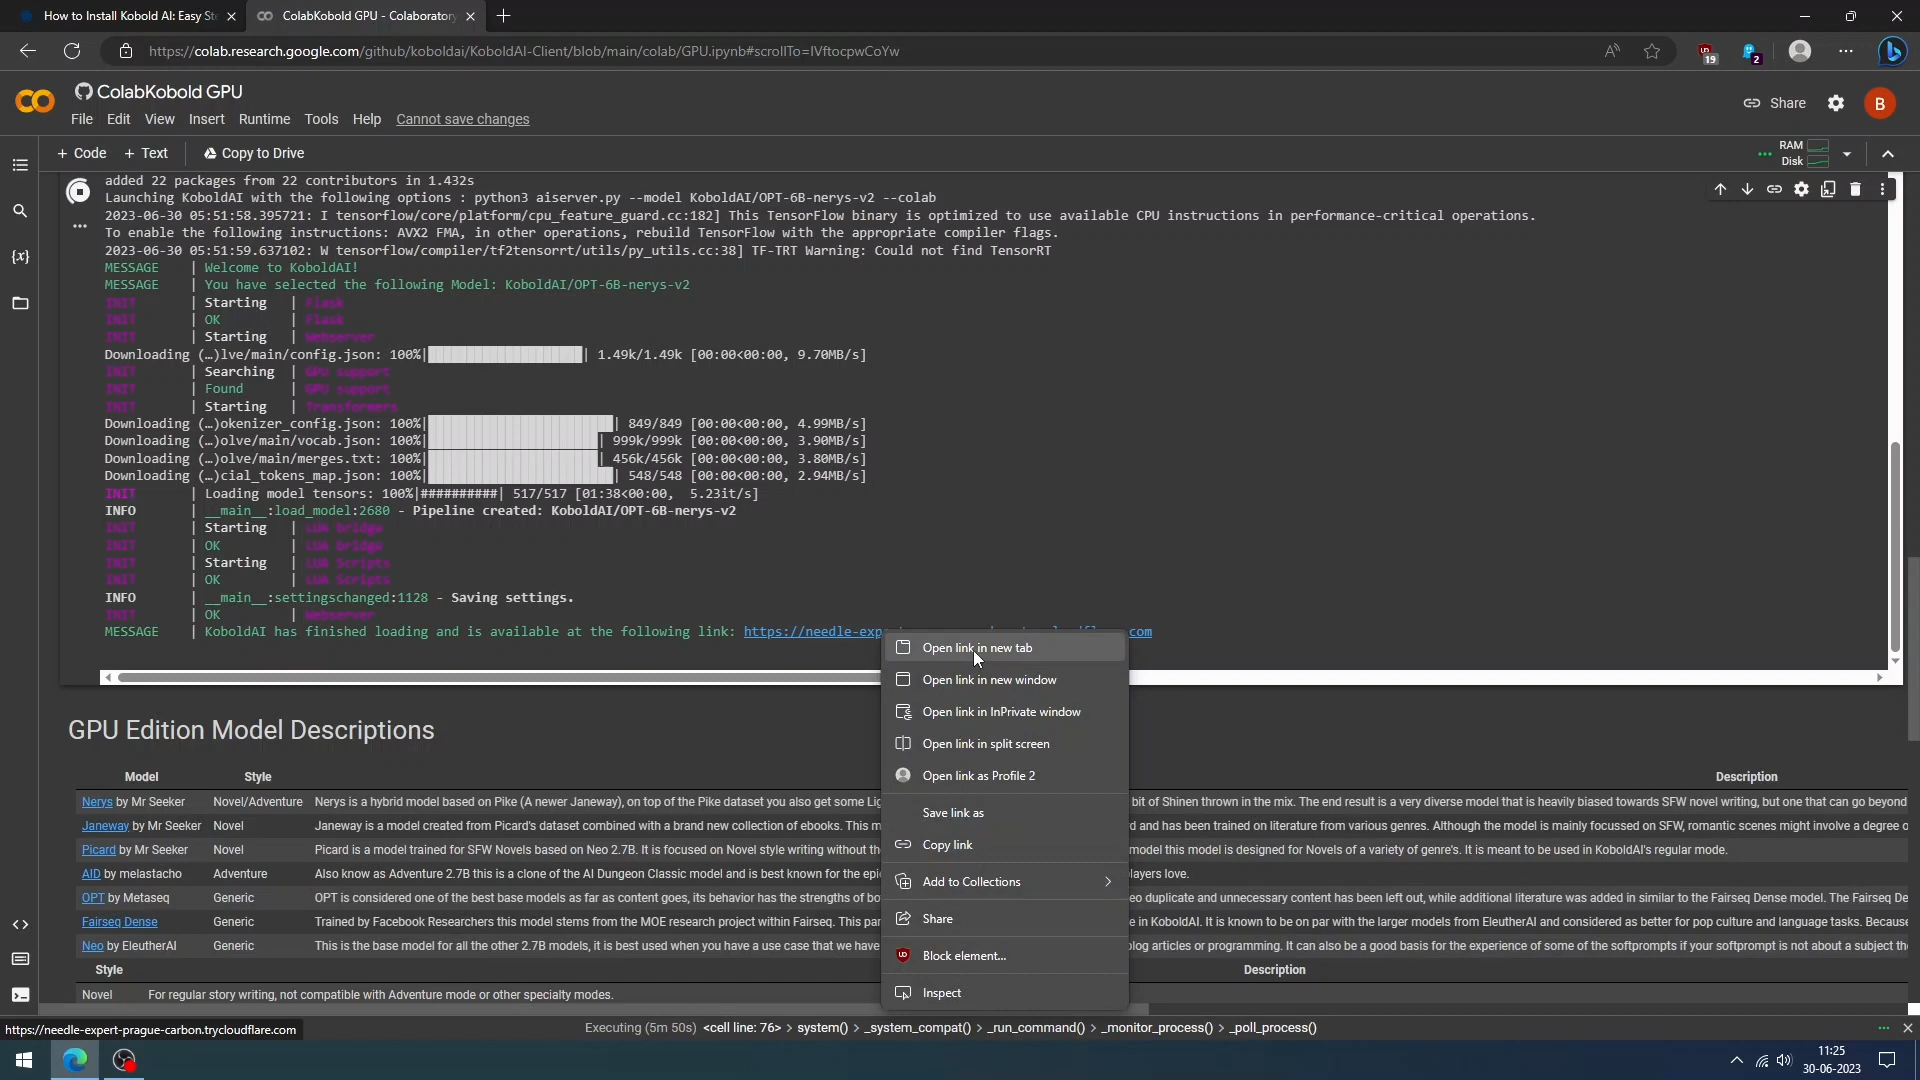 How to Install Kobold AI: Easy St
ColabKobold GPU - Colaboratory
https://colab.research.google.com/github/koboldai/KoboldAI-Client/blob/main/colab/GPU.ipynb#scrollTo=lVftocpwCoYw
19
2
ColabKobold GPU
Share
B
File Edit View Insert Runtime Tools Help Cannot save changes
+ Code + Text Copy to Drive
RAM
Disk
added 22 packages from 22 contributors in 1.432s
Launching KoboldAI with the following options : python3 aiserver.py --model KoboldAI/OPT-6B-nerys-v2 --colab
2023-06-30 05:51:58.395721: I tensorflow/core/platform/cpu_feature_guard.cc:182] This TensorFlow binary is optimized to use available CPU instructions in performance-critical operations.
To enable the following instructions: AVX2 FMA, in other operations, rebuild TensorFlow with the appropriate compiler flags.
2023-06-30 05:51:59.637102: W tensorflow/compiler/tf2tensorrt/utils/py_utils.cc:38] TF-TRT Warning: Could not find TensorRT
MESSAGE | Welcome to KoboldAI!
MESSAGE | You have selected the following Model: KoboldAI/OPT-6B-nerys-v2
INIT | Starting | Flask
INIT | OK | Flask
INIT | Starting | Webserver
Downloading (…)lve/main/config.json: 100%| | 1.49k/1.49k [00:00<00:00, 9.70MB/s]
INIT | Searching | GPU support
INIT | Found | GPU support
INIT | Starting | Transformers
Downloading (…)okenizer_config.json: 100%| | 849/849 [00:00<00:00, 4.99MB/s]
Downloading (…)olve/main/vocab.json: 100%| | 999k/999k [00:00<00:00, 3.90MB/s]
Downloading (…)olve/main/merges.txt: 100%| | 456k/456k [00:00<00:00, 3.80MB/s]
Downloading (…)cial_tokens_map.json: 100%| | 548/548 [00:00<00:00, 2.94MB/s]
INIT | Loading model tensors: 100%|##########| 517/517 [01:38<00:00, 5.23it/s]
INFO | __main__:load_model:2680 - Pipeline created: KoboldAI/OPT-6B-nerys-v2
INIT | Starting | LUA bridge
INIT | OK | LUA bridge
INIT | Starting | LUA Scripts
INIT | OK | LUA Scripts
INFO | __main__:settingschanged:1128 - Saving settings.
INIT | OK | Webserver
MESSAGE | KoboldAI has finished loading and is available at the following link: https://needle-exp com
Open link in new tab
Open link in new window
Open link in InPrivate window
Open link in split screen
Open link as Profile 2
Save link as
Copy link
Add to Collections
Share
Block element...
Inspect
GPU Edition Model Descriptions
Model Style Description
Nerys by Mr Seeker Novel/Adventure Nerys is a hybrid model based on Pike (A newer Janeway), on top of the Pike dataset you also get some Lig bit of Shinen thrown in the mix. The end result is a very diverse model that is heavily biased towards SFW novel writing, but one that can go beyond
Janeway by Mr Seeker Novel Janeway is a model created from Picard's dataset combined with a brand new collection of ebooks. This m d and has been trained on literature from various genres. Although the model is mainly focussed on SFW, romantic scenes might involve a degree o
Picard by Mr Seeker Novel Picard is a model trained for SFW Novels based on Neo 2.7B. It is focused on Novel style writing without th model this model is designed for Novels of a variety of genre's. It is meant to be used in KoboldAI's regular mode.
AID by melastacho Adventure Also know as Adventure 2.7B this is a clone of the AI Dungeon Classic model and is best known for the epi layers love.
OPT by Metaseq Generic OPT is considered one of the best base models as far as content goes, its behavior has the strengths of bo eo duplicate and unnecessary content has been left out, while additional literature was added in similar to the Fairseq Dense model. The Fairseq De
Fairseq Dense Generic Trained by Facebook Researchers this model stems from the MOE research project within Fairseq. This par e in KoboldAI. It is known to be on par with the larger models from EleutherAI and considered as better for pop culture and language tasks. Because
Neo by EleutherAI Generic This is the base model for all the other 2.7B models, it is best used when you have a use case that we have blog articles or programming. It can also be a good basis for the experience of some of the softprompts if your softprompt is not about a subject th
Style Description
Novel For regular story writing, not compatible with Adventure mode or other specialty modes.
https://needle-expert-prague-carbon.trycloudflare.com
Executing (5m 50s) <cell line: 76> > system() > _system_compat() > _run_command() > _monitor_process() > _poll_process()
11:25
30-06-2023